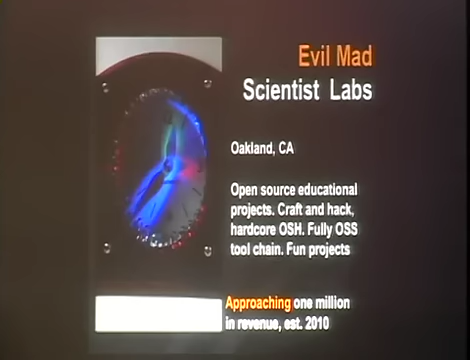 Evil Mad
Scientist Labs
Oakland, CA
Open source educational
projects. Craft and hack,
hardcore OSH. Fully OSS
tool chain. Fun projects
Approaching one million
in revenue, est. 2010